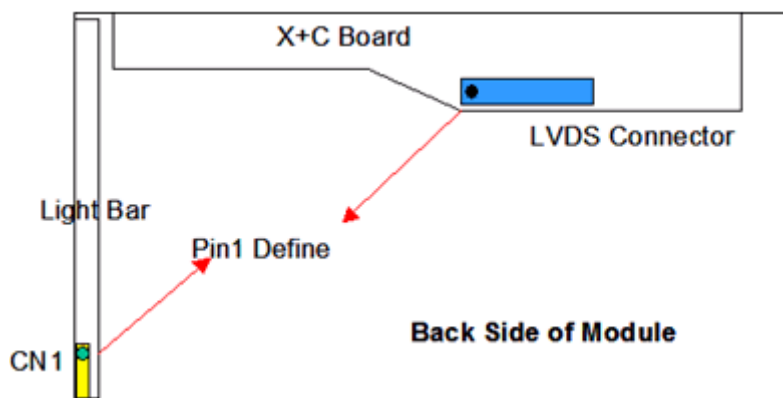 X+C Board
LVDS Connector
Light Bar
Pin1 Define
Back Side of Module
CN1